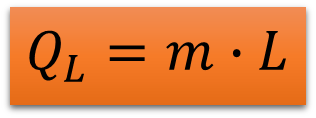 Q_L = m · L